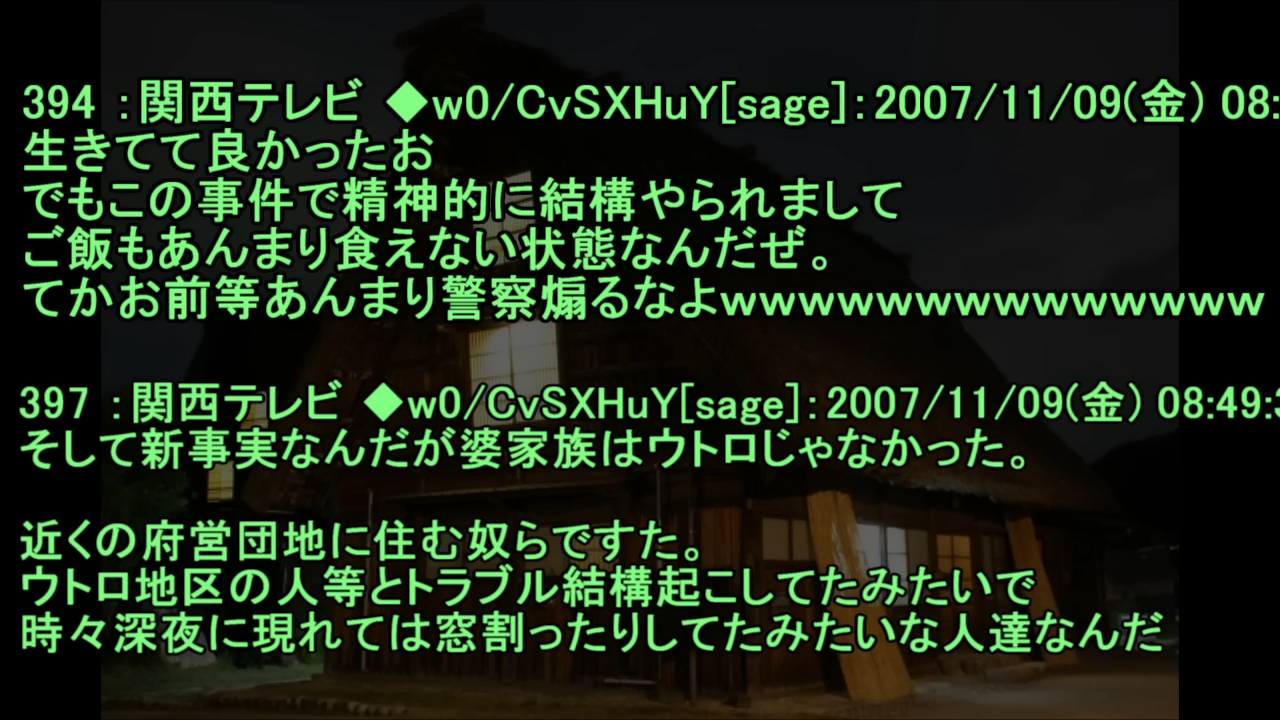 394 ：関西テレビ ◆w0/CvSXHuY[sage]：2007/11/09(金) 08:
生きてて良かったお
でもこの事件で精神的に結構やられまして
ご飯もあんまり食えない状態なんだぜ。
てかお前等あんまり警察煽るなよwwwwwwwwwwwwww
397 ：関西テレビ ◆w0/CvSXHuY[sage]：2007/11/09(金) 08:49:
そして新事実なんだが婆家族はウトロじゃなかった。
近くの府営団地に住む奴らですた。
ウトロ地区の人等とトラブル結構起こしてたみたいで
時々深夜に現れては窓割ったりしてたみたいな人達なんだ